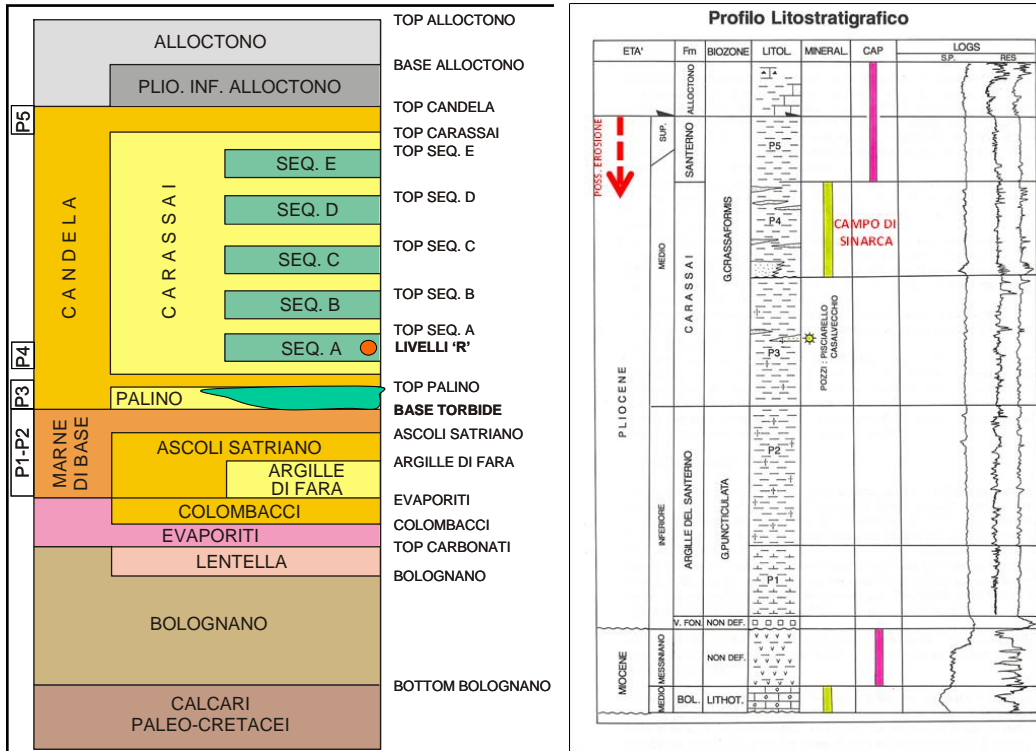 TOP ALLOCTONO
ALLOCTONO
BASE ALLOCTONO
PLIO. INF. ALLOCTONO
TOP CANDELA
P5
TOP CARASSAI
TOP SEQ. E
SEQ. E
TOP SEQ. D
SEQ. D
CANDELA
CARASSAI
TOP SEQ. C
SEQ. C
TOP SEQ. B
SEQ. B
TOP SEQ. A
LIVELLI ‘R’
SEQ. A
P4
TOP PALINO
P3
PALINO
BASE TORBIDE
ASCOLI SATRIANO
P1-P2
MARNE
DI BASE
ASCOLI SATRIANO
ARGILLE DI FARA
ARGILLE
DI FARA
EVAPORITI
COLOMBACCI
COLOMBACCI
EVAPORITI
TOP CARBONATI
LENTELLA
BOLOGNANO
BOLOGNANO
BOTTOM BOLOGNANO
CALCARI
PALEO-CRETACEI
Profilo Litostratigrafico
ETA' Fm BIOZONE LITOL. MINERAL. CAP LOGS
S.P. RES
ALLOCTONO
POSS. EROSIONE
SUP.
SANTERNO
P5
P4
CAMPO DI
SINARCA
MEDIO
CARASSAI
G.CRASSAFORMIS
P3
POZZI : PISCIARELLO
CASALVECCHIO
PLIOCENE
P2
INFERIORE
ARGILLE DEL SANTERNO
G.PUNCTICULATA
P1
V. FON. NON DEF.
MIOCENE
MESSINIANO
NON DEF.
MEDIO
BOL. LITHOT.